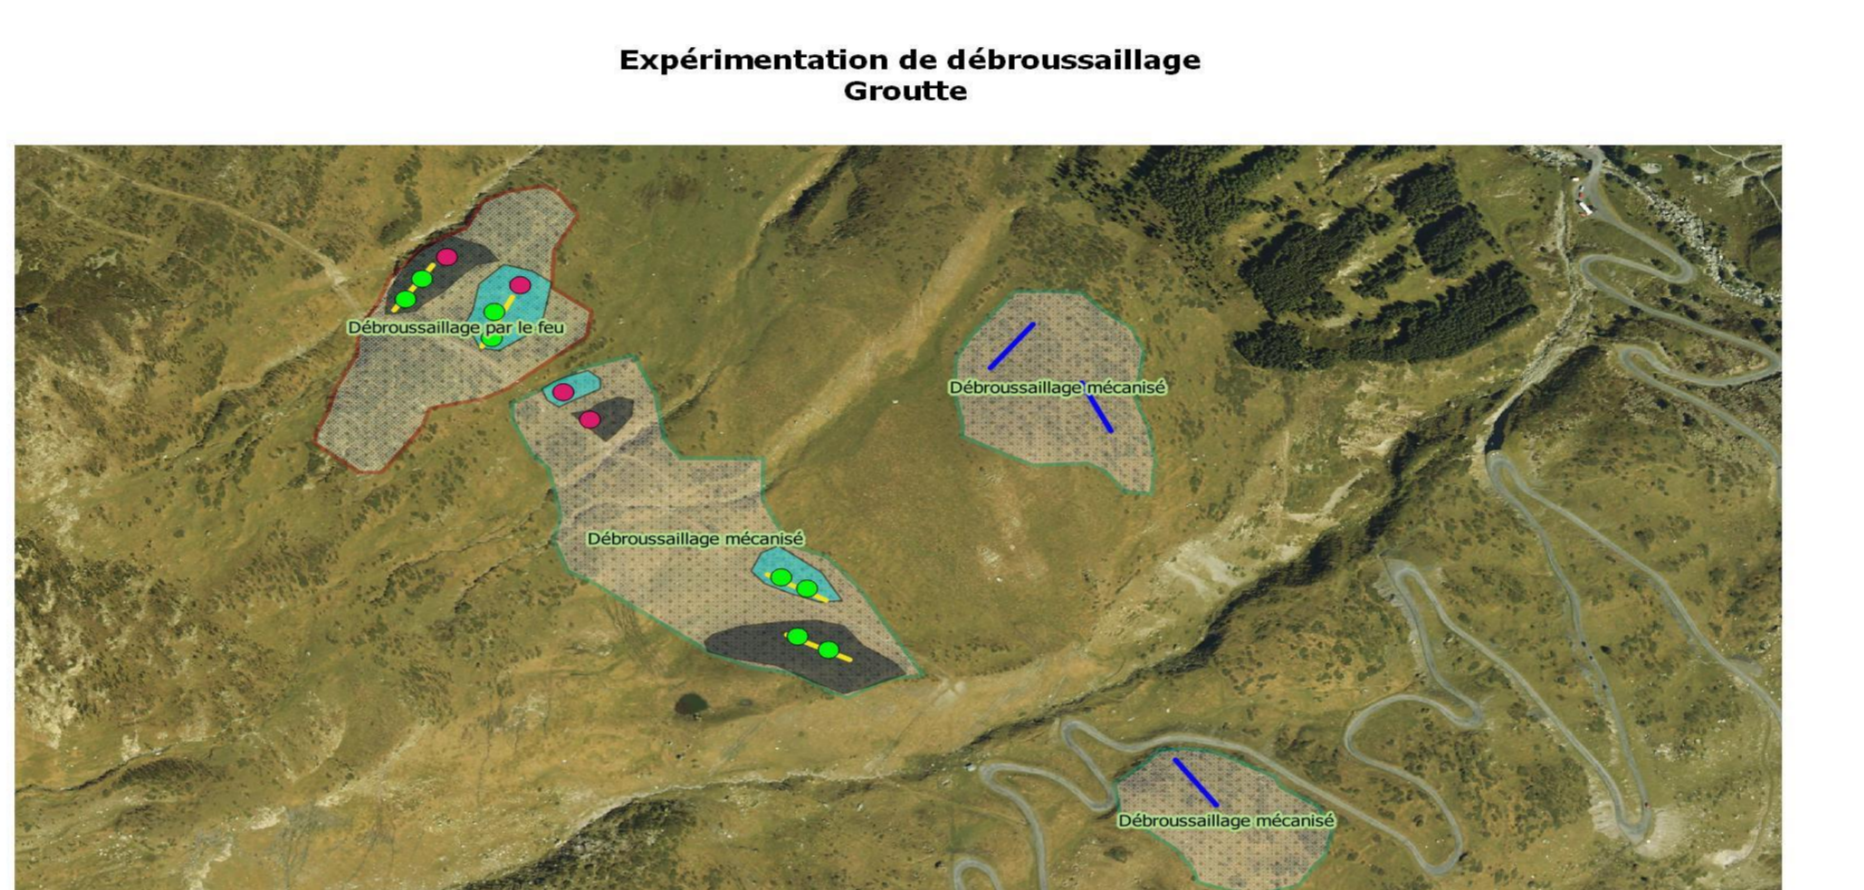 Expérimentation de débroussaillage
Groutte
Débroussaillage par le feu
Débroussaillage mécanisé
Débroussaillage mécanisé
Débroussaillage mécanisé